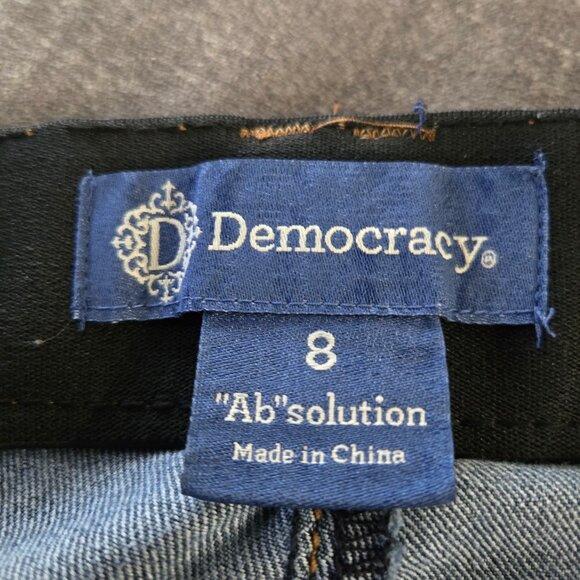 D Democracy®
8
"Ab"solution
Made in China